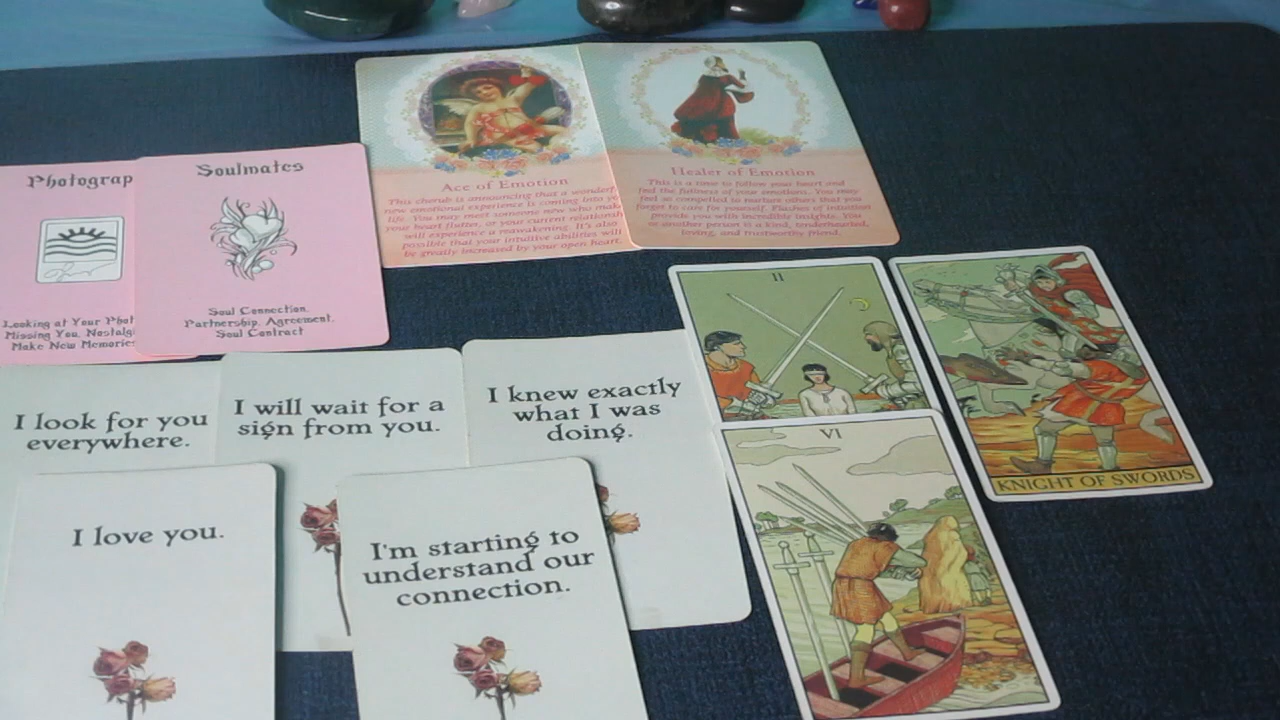 Photograp
Looking at Your Phot
Missing You, Nostalgi
Make New Memories
Soulmates
Soul Connection,
Partnership, Agreement,
Soul Contract
Ace of Emotion
This cherub is announcing that a wonderf
new emotional experience is coming into yo
life. You may meet someone new who mak
your heart flutter, or your current relationsh
will experience a reawakening. It's also
possible that your intuitive abilities will
be greatly increased by your open heart.
Healer of Emotion
This is a time to follow your heart and
feel the fullness of your emotions. You may
feel so compelled to nurture others that you
forget to care for yourself. Flashes of intuition
provide you with incredible insights. You
or another person is a kind, tenderhearted,
loving, and trustworthy friend.
I look for you
everywhere.
I will wait for a
sign from you.
I knew exactly
what I was
doing.
I love you.
I'm starting to
understand our
connection.
II
KNIGHT OF SWORDS
VI